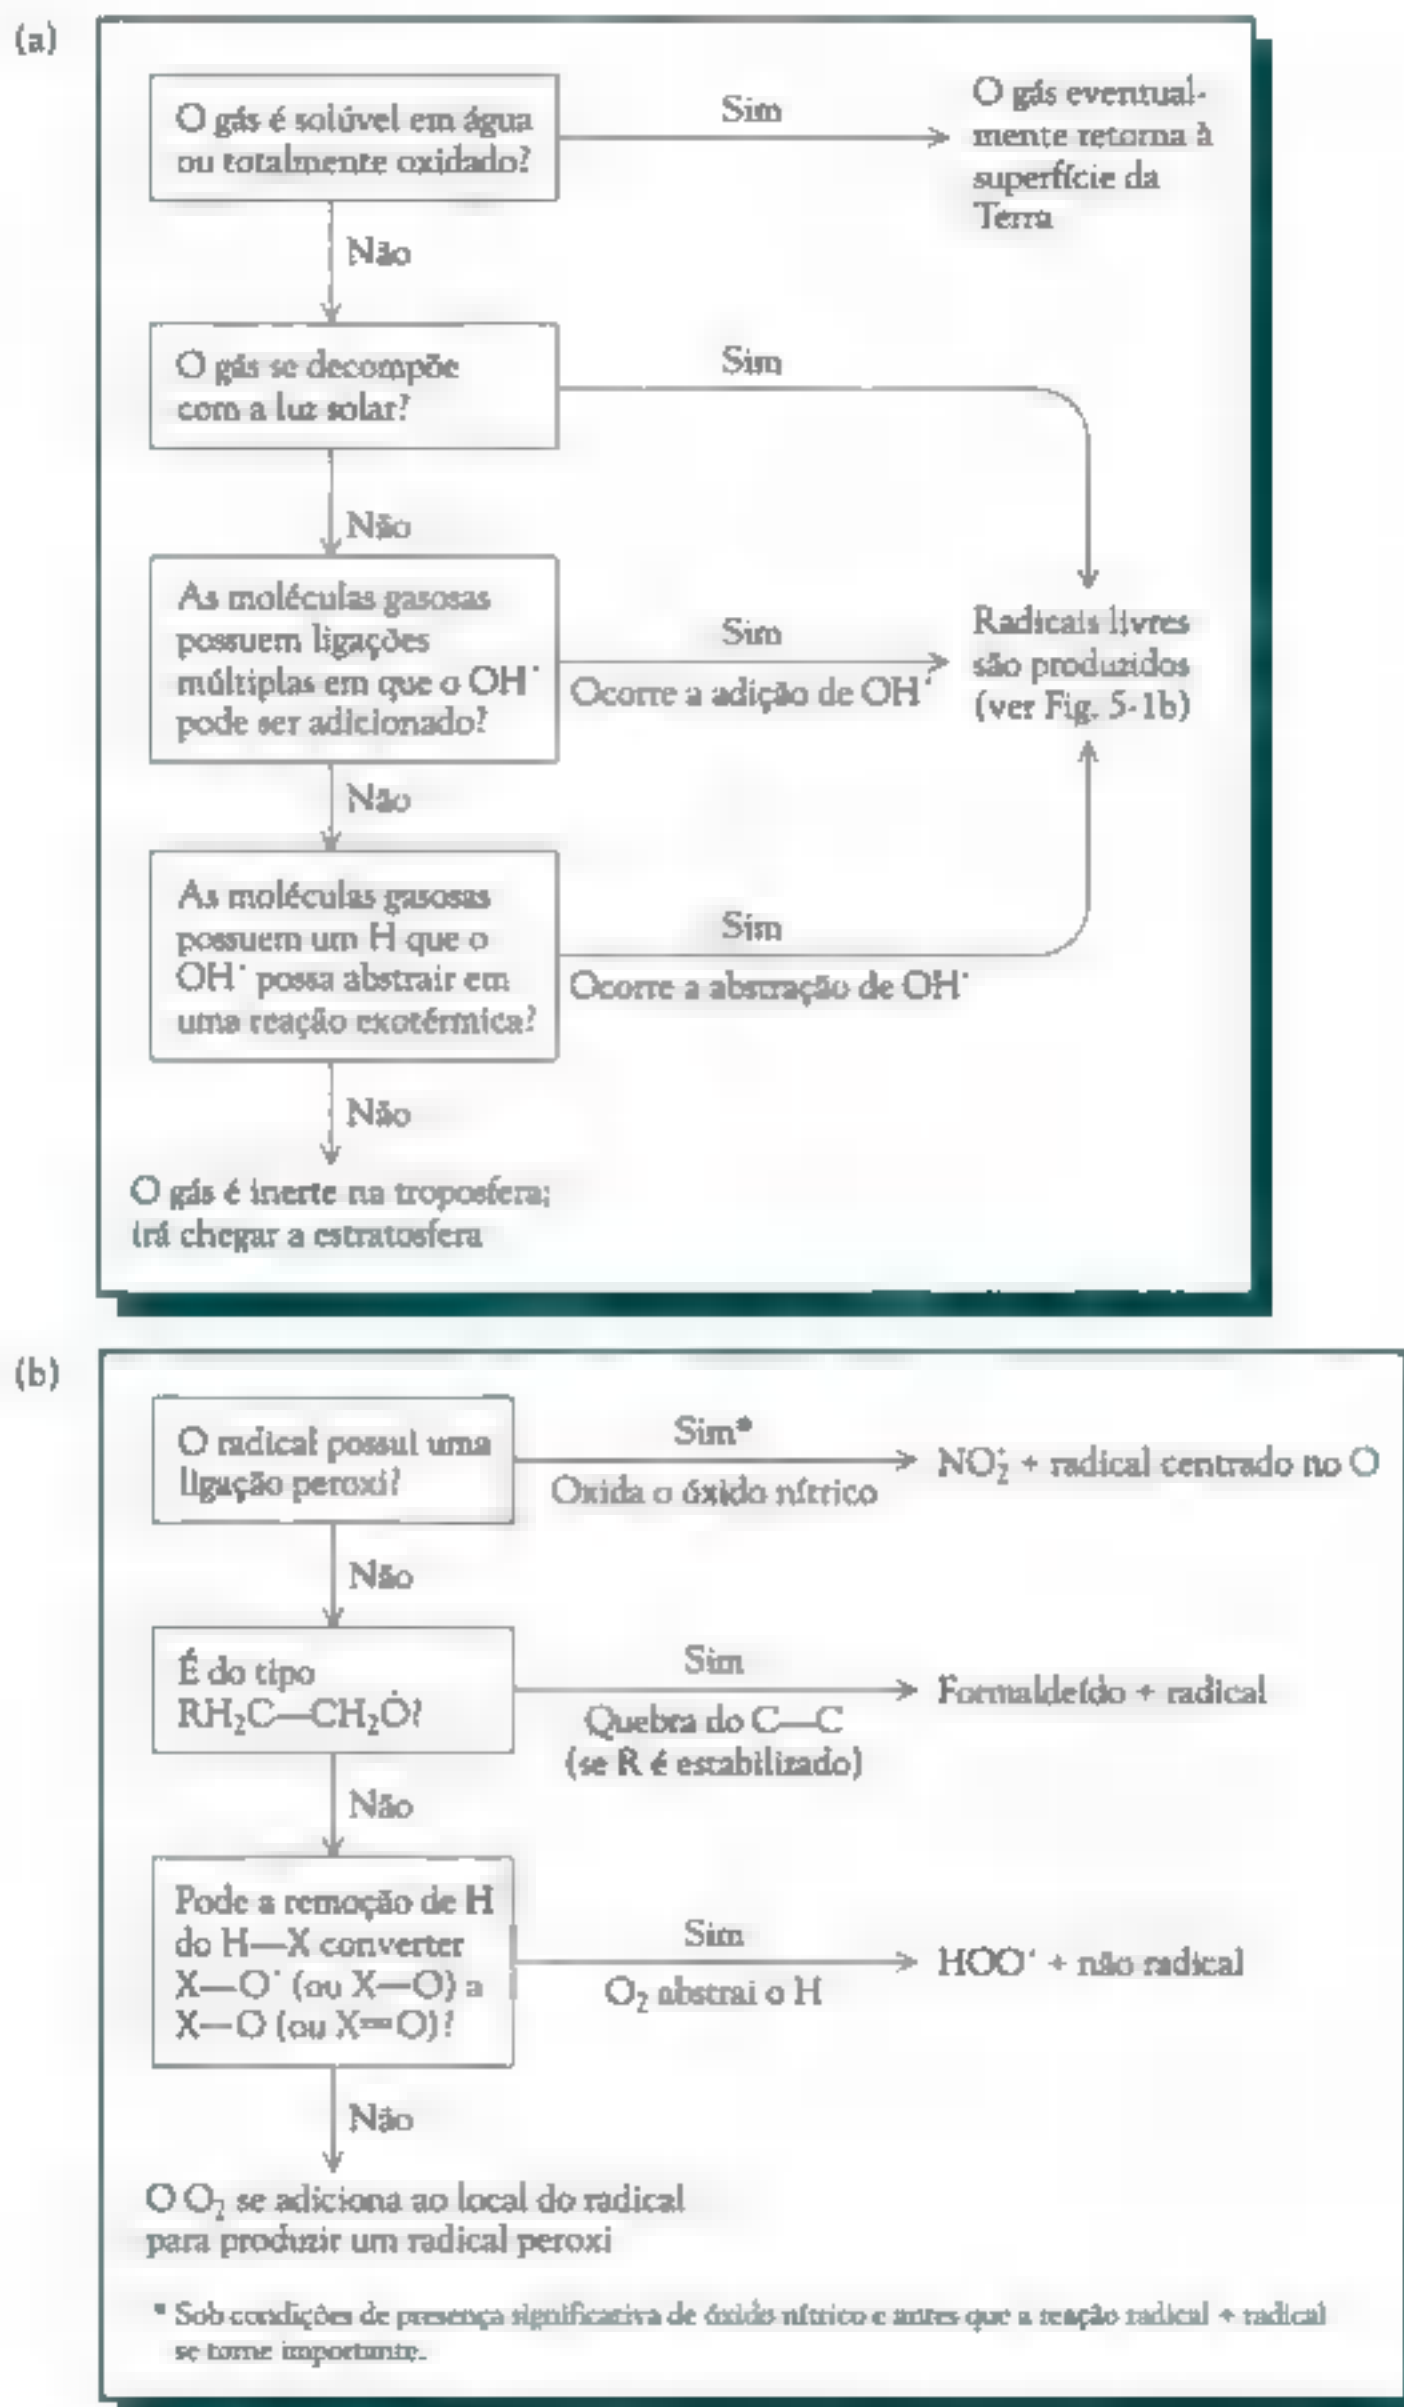 (a)
O gás é solúvel em água
ou totalmente oxidado?
Sim
O gás eventual-
mente retorna à
superfície da
Terra
Não
O gás se decompõe
com a luz solar?
Sim
Não
As moléculas gasosas
possuem ligações
múltiplas em que o OH˙
pode ser adicionado?
Sim
Ocorre a adição de OH˙
Radicais livres
são produzidos
(ver Fig. 5-1b)
Não
As moléculas gasosas
possuem um H que o
OH˙ possa abstrair em
uma reação exotérmica?
Sim
Ocorre a abstração de OH˙
Não
O gás é inerte na troposfera;
irá chegar a estratosfera
(b)
O radical possui uma
ligação peroxi?
Sim*
Oxida o óxido nítrico
NO₂˙ + radical centrado no O
Não
É do tipo
RH₂C—CH₂Ȯ?
Sim
Quebra do C—C
(se R é estabilizado)
Formaldeído + radical
Não
Pode a remoção de H
do H—X converter
X—O˙ (ou X—O) a
X—O (ou X=O)?
Sim
O₂ abstrai o H
HOO˙ + não radical
Não
O O₂ se adiciona ao local do radical
para produzir um radical peroxi
* Sob condições de presença significativa de óxido nítrico e antes que a reação radical + radical
se torne importante.